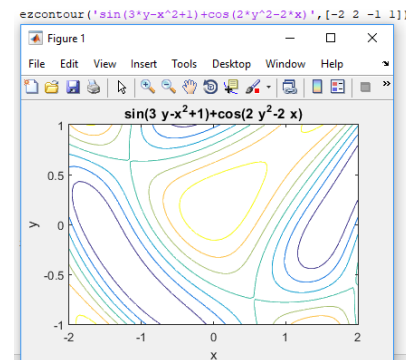 ezcontour('sin(3*y-x^2+1)+cos(2*y^2-2*x)',[-2 2 -1 1])
Figure 1
File Edit View Insert Tools Desktop Window Help
sin(3 y-x²+1)+cos(2 y²-2 x)
1
0.5
0
-0.5
-1
y
-2 -1 0 1 2
x